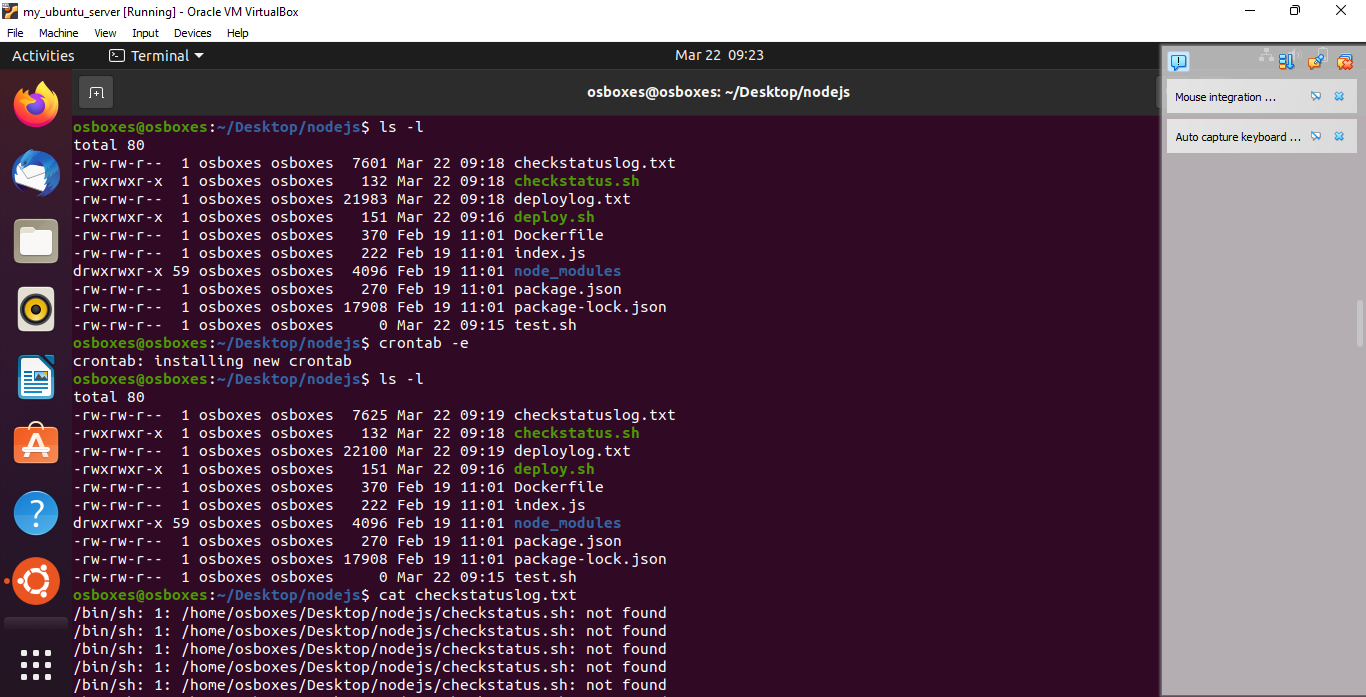 my_ubuntu_server [Running] - Oracle VM VirtualBox
File Machine View Input Devices Help
Activities Terminal Mar 22 09:23
osboxes@osboxes: ~/Desktop/nodejs
Mouse integration ...
Auto capture keyboard ...
osboxes@osboxes:~/Desktop/nodejs$ ls -l
total 80
-rw-rw-r-- 1 osboxes osboxes 7601 Mar 22 09:18 checkstatuslog.txt
-rwxrwxr-x 1 osboxes osboxes 132 Mar 22 09:18 checkstatus.sh
-rw-rw-r-- 1 osboxes osboxes 21983 Mar 22 09:18 deploylog.txt
-rwxrwxr-x 1 osboxes osboxes 151 Mar 22 09:16 deploy.sh
-rw-rw-r-- 1 osboxes osboxes 370 Feb 19 11:01 Dockerfile
-rw-rw-r-- 1 osboxes osboxes 222 Feb 19 11:01 index.js
drwxrwxr-x 59 osboxes osboxes 4096 Feb 19 11:01 node_modules
-rw-rw-r-- 1 osboxes osboxes 270 Feb 19 11:01 package.json
-rw-rw-r-- 1 osboxes osboxes 17908 Feb 19 11:01 package-lock.json
-rw-rw-r-- 1 osboxes osboxes 0 Mar 22 09:15 test.sh
osboxes@osboxes:~/Desktop/nodejs$ crontab -e
crontab: installing new crontab
osboxes@osboxes:~/Desktop/nodejs$ ls -l
total 80
-rw-rw-r-- 1 osboxes osboxes 7625 Mar 22 09:19 checkstatuslog.txt
-rwxrwxr-x 1 osboxes osboxes 132 Mar 22 09:18 checkstatus.sh
-rw-rw-r-- 1 osboxes osboxes 22100 Mar 22 09:19 deploylog.txt
-rwxrwxr-x 1 osboxes osboxes 151 Mar 22 09:16 deploy.sh
-rw-rw-r-- 1 osboxes osboxes 370 Feb 19 11:01 Dockerfile
-rw-rw-r-- 1 osboxes osboxes 222 Feb 19 11:01 index.js
drwxrwxr-x 59 osboxes osboxes 4096 Feb 19 11:01 node_modules
-rw-rw-r-- 1 osboxes osboxes 270 Feb 19 11:01 package.json
-rw-rw-r-- 1 osboxes osboxes 17908 Feb 19 11:01 package-lock.json
-rw-rw-r-- 1 osboxes osboxes 0 Mar 22 09:15 test.sh
osboxes@osboxes:~/Desktop/nodejs$ cat checkstatuslog.txt
/bin/sh: 1: /home/osboxes/Desktop/nodejs/checkstatus.sh: not found
/bin/sh: 1: /home/osboxes/Desktop/nodejs/checkstatus.sh: not found
/bin/sh: 1: /home/osboxes/Desktop/nodejs/checkstatus.sh: not found
/bin/sh: 1: /home/osboxes/Desktop/nodejs/checkstatus.sh: not found
/bin/sh: 1: /home/osboxes/Desktop/nodejs/checkstatus.sh: not found